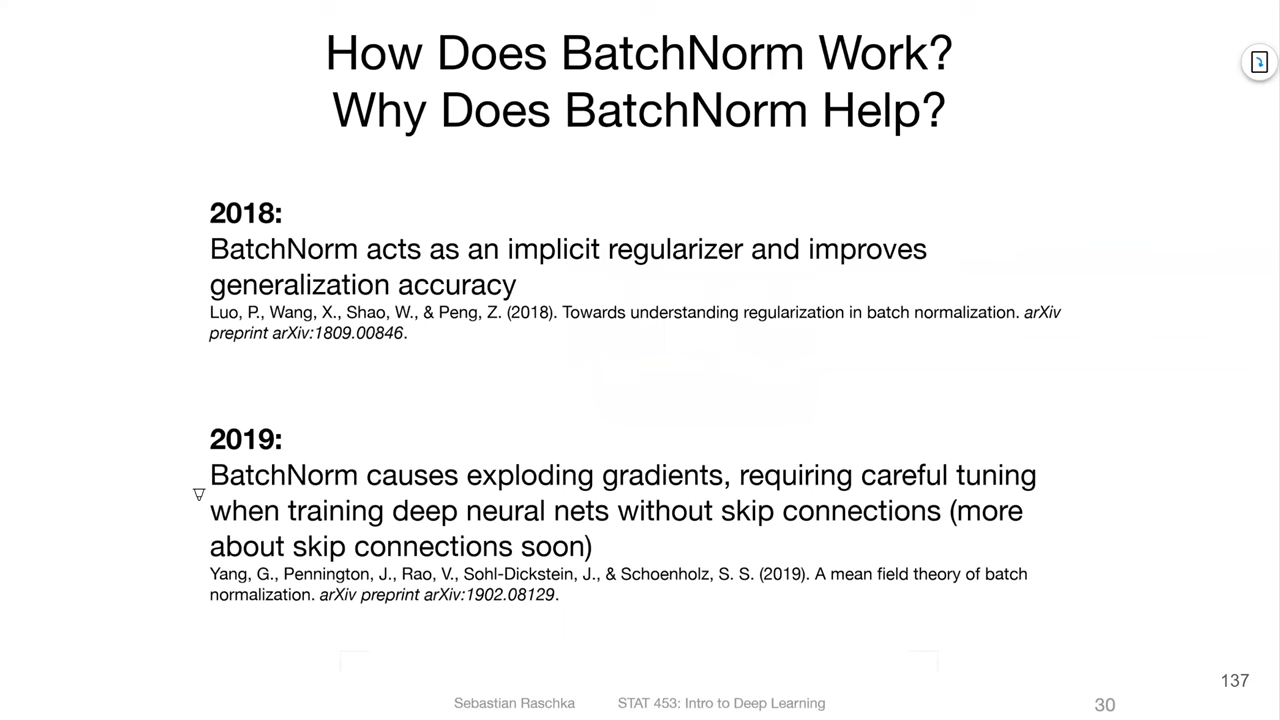 How Does BatchNorm Work?
Why Does BatchNorm Help?
2018:
BatchNorm acts as an implicit regularizer and improves
generalization accuracy
Luo, P., Wang, X., Shao, W., & Peng, Z. (2018). Towards understanding regularization in batch normalization. arXiv
preprint arXiv:1809.00846.
2019:
BatchNorm causes exploding gradients, requiring careful tuning
when training deep neural nets without skip connections (more
about skip connections soon)
Yang, G., Pennington, J., Rao, V., Sohl-Dickstein, J., & Schoenholz, S. S. (2019). A mean field theory of batch
normalization. arXiv preprint arXiv:1902.08129.
137
Sebastian Raschka STAT 453: Intro to Deep Learning 30